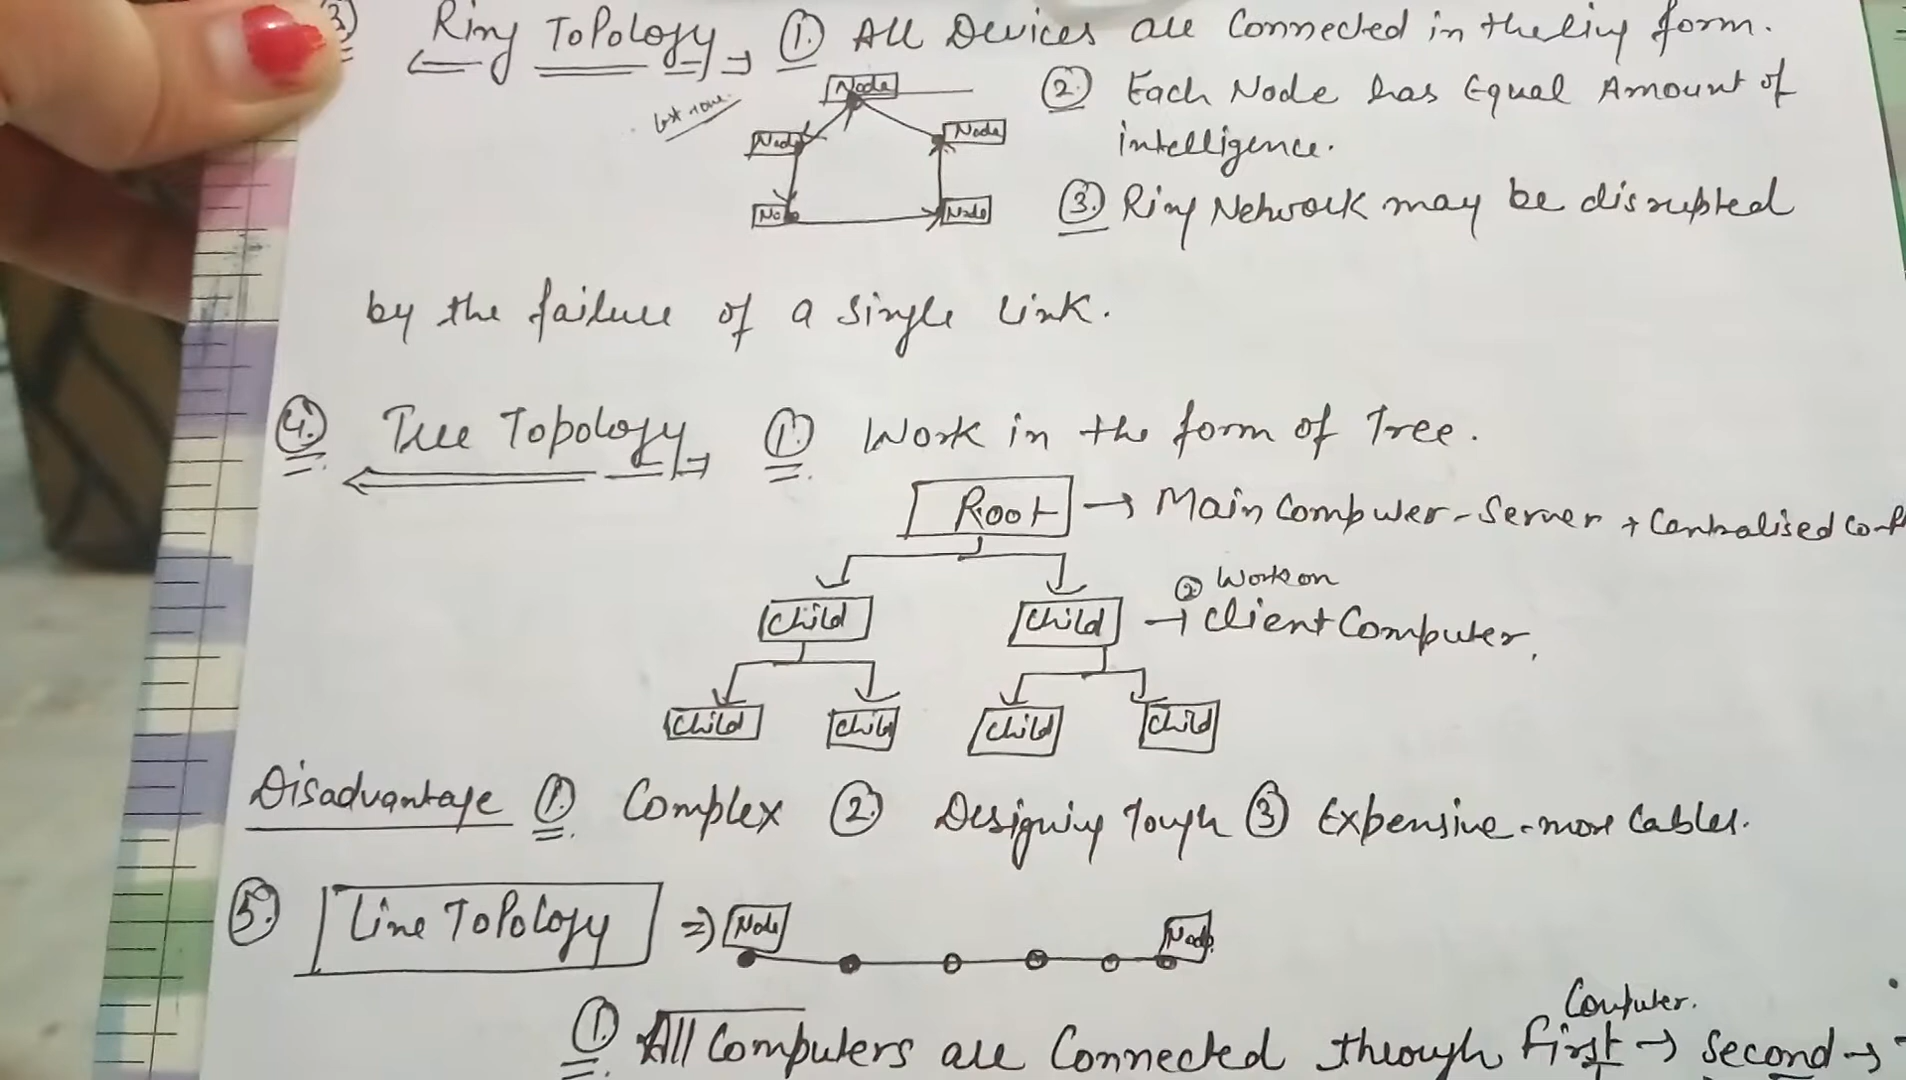 3)
Ring Topology
① All Devices are Connected in the ring form.
Node
Node
Node
Node
Node
② Each Node has Equal Amount of
intelligence.
③ Ring Network may be disrupted
by the failure of a Single Link.
④ Tree Topology ① Work in the form of Tree.
Root → Main Computer - Server + Centralised Comp
② Work on
Child Child → Client Computer.
Child Child Child Child
Disadvantage ① Complex ② Designing Tough ③ Expensive - more Cables.
⑤ Line Topology ⇒ Node Node
Computer.
① All Computers are Connected through first → second →